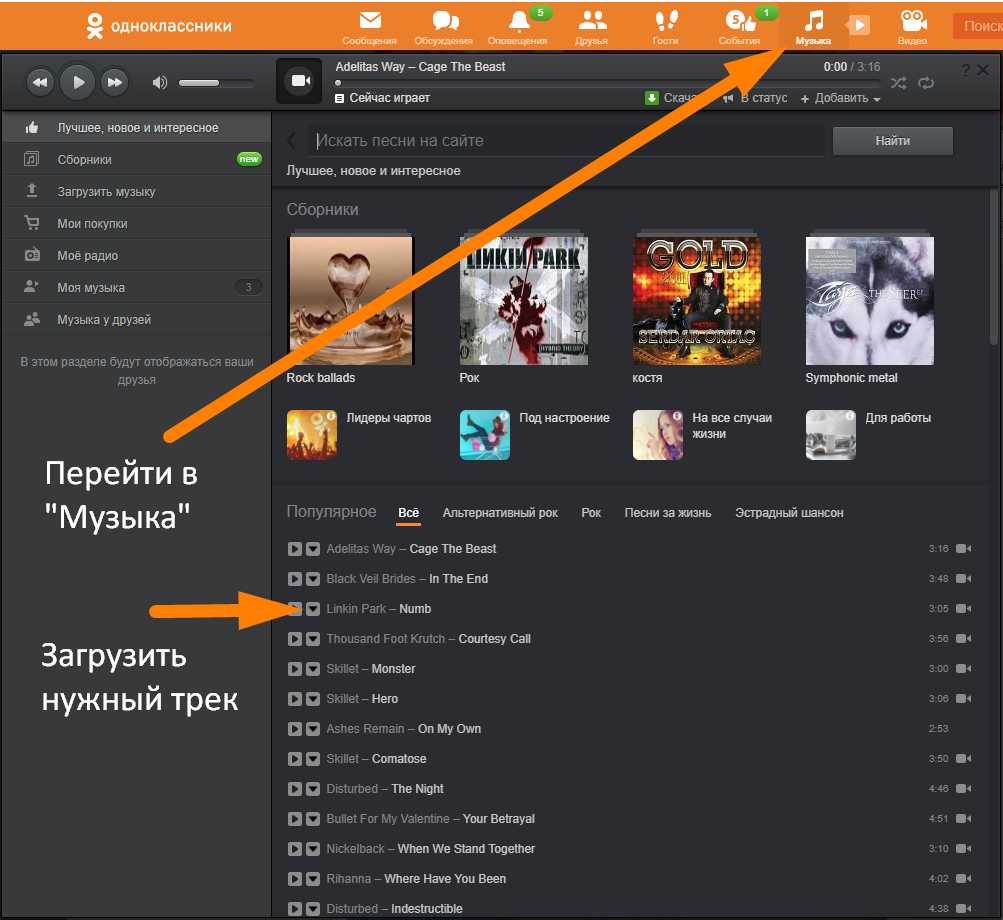 одноклассники
Сообщения
Обсуждения
5
Оповещения
Друзья
Гости
5
1
События
Музыка
Видео
Поиск
Adelitas Way – Cage The Beast
0:00 / 3:16
Сейчас играет
В статус
+ Добавить
?
Лучшее, новое и интересное
Сборники
new
Загрузить музыку
Мои покупки
Моё радио
Моя музыка
3
Музыка у друзей
В этом разделе будут отображаться ваши
друзья
Перейти в
"Музыка"
Загрузить
нужный трек
Искать песни на сайте
Найти
Лучшее, новое и интересное
Сборники
LINKIN PARK
[HYBRID THEORY]
GOLD
SERDAR ORTAÇ
Tarja
THE SEER EP
Rock ballads
Рок
костя
Symphonic metal
Лидеры чартов
Под настроение
На все случаи
жизни
Для работы
Популярное
Всё
Альтернативный рок
Рок
Песни за жизнь
Эстрадный шансон
Adelitas Way – Cage The Beast 3:16
Black Veil Brides – In The End 3:48
Linkin Park – Numb 3:05
Thousand Foot Krutch – Courtesy Call 3:56
Skillet – Monster 3:00
Skillet – Hero 3:06
Ashes Remain – On My Own 2:53
Skillet – Comatose 3:50
Disturbed – The Night 4:46
Bullet For My Valentine – Your Betrayal 4:51
Nickelback – When We Stand Together 3:10
Rihanna – Where Have You Been 4:02
Disturbed – Indestructible 4:38